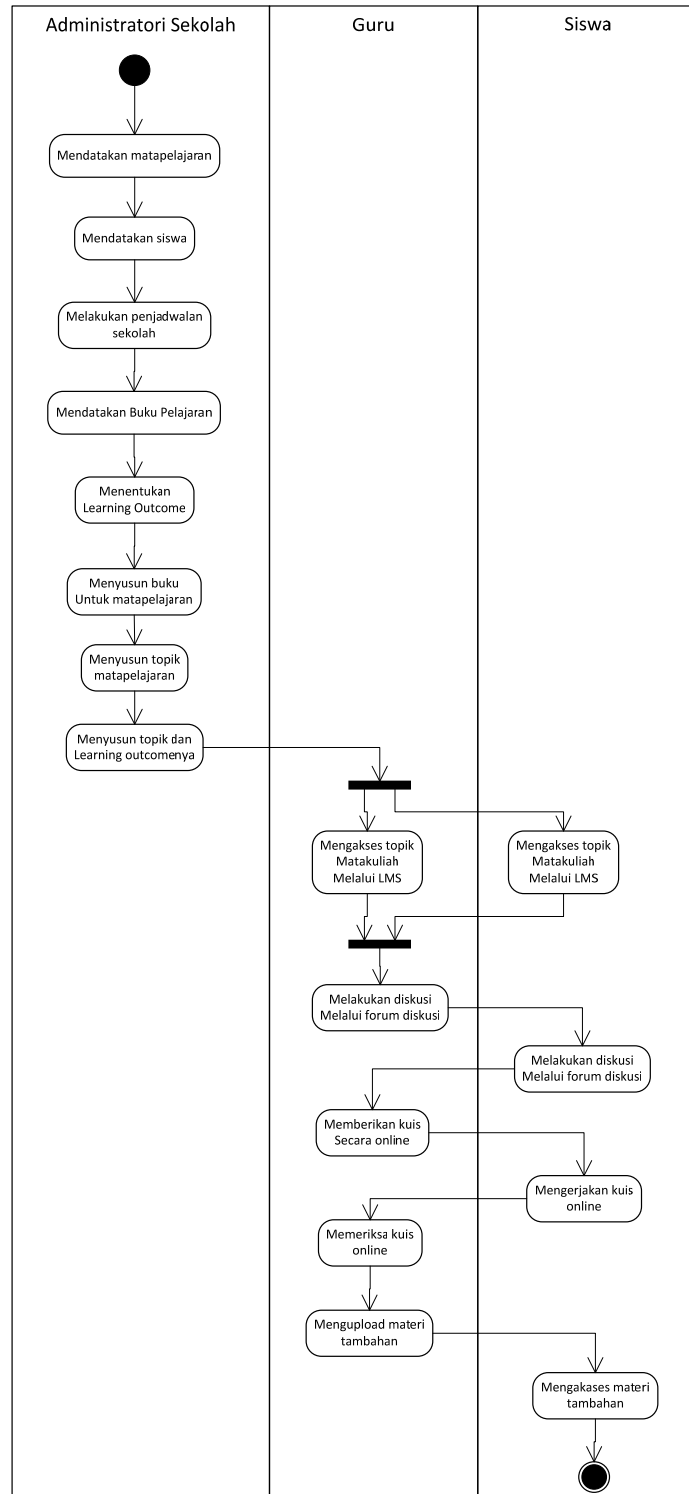 Administratori Sekolah
Guru
Siswa
Mendatakan matapelajaran
Mendatakan siswa
Melakukan penjadwalan
sekolah
Mendatakan Buku Pelajaran
Menentukan
Learning Outcome
Menyusun buku
Untuk matapelajaran
Menyusun topik
matapelajaran
Menyusun topik dan
Learning outcomenya
Mengakses topik
Matakuliah
Melalui LMS
Mengakses topik
Matakuliah
Melalui LMS
Melakukan diskusi
Melalui forum diskusi
Melakukan diskusi
Melalui forum diskusi
Memberikan kuis
Secara online
Mengerjakan kuis
online
Memeriksa kuis
online
Mengupload materi
tambahan
Mengakases materi
tambahan